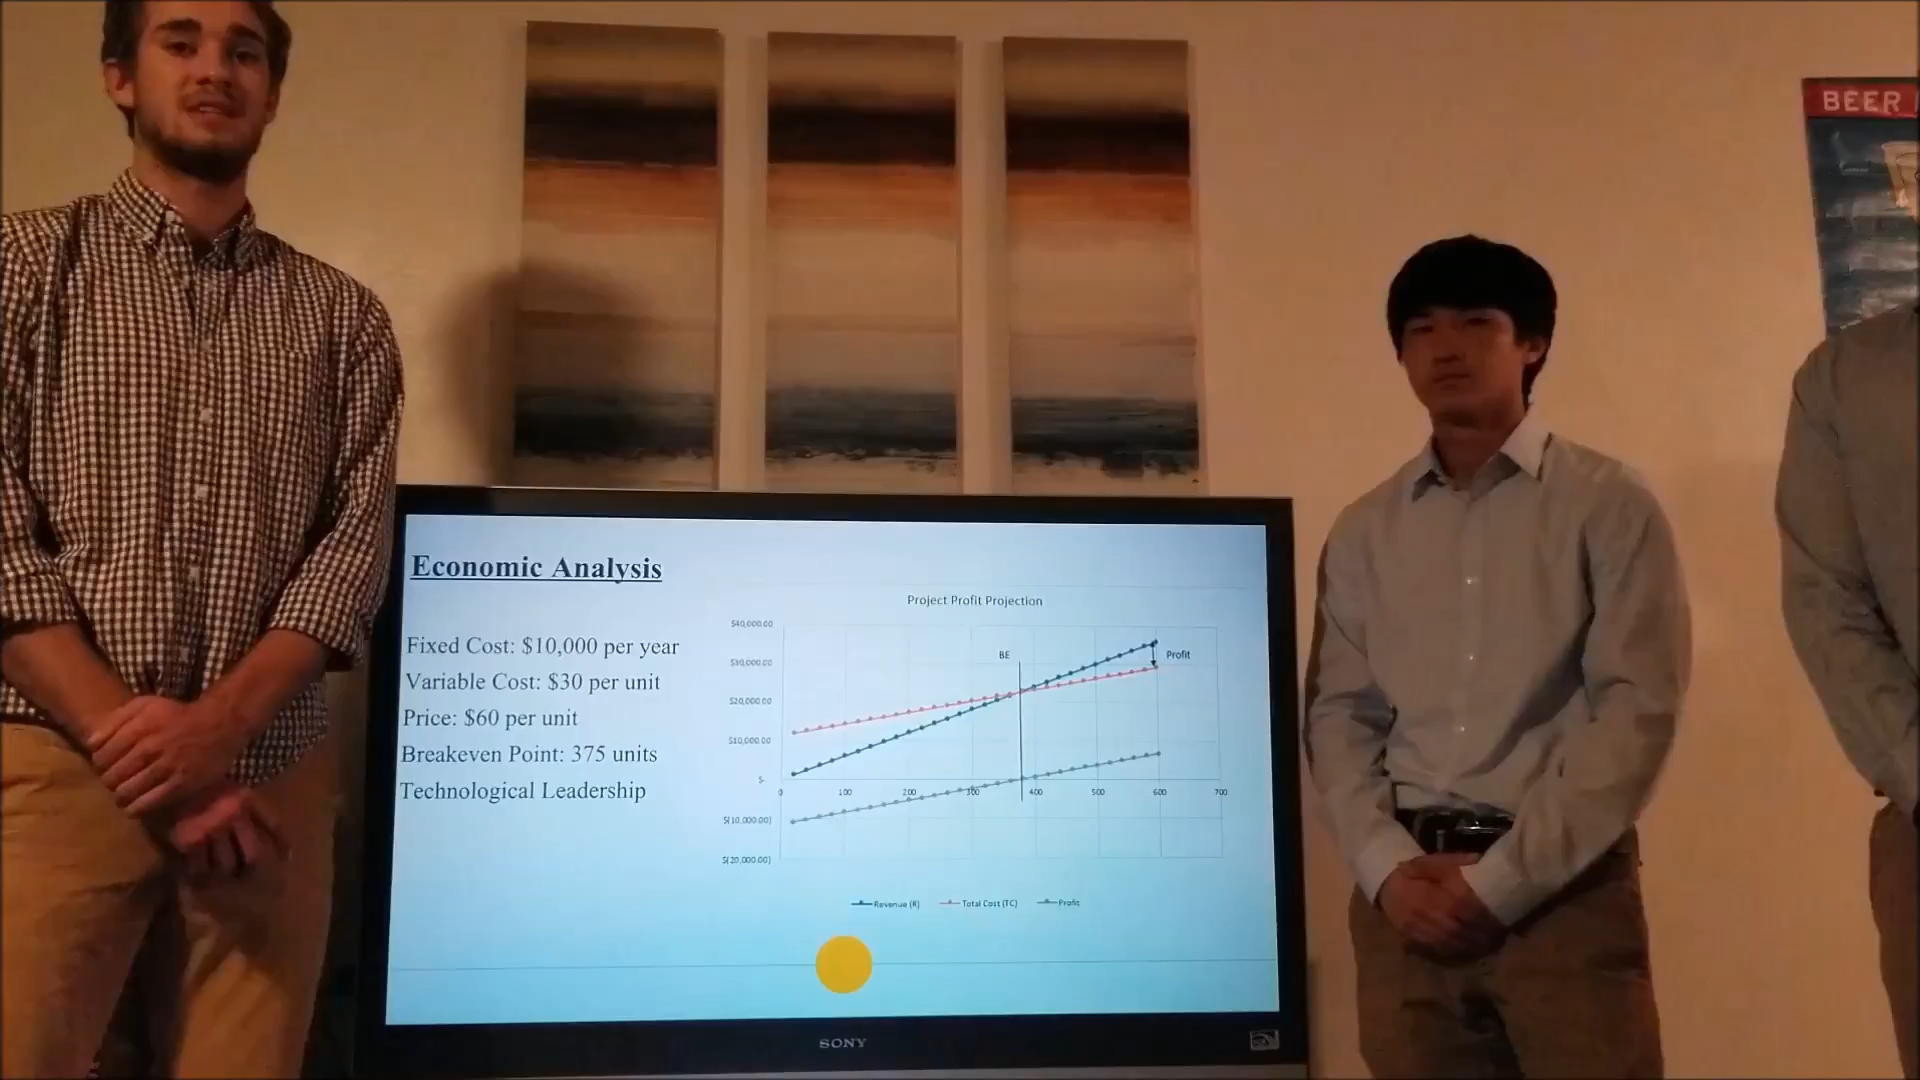 BEER
Economic Analysis
Fixed Cost: $10,000 per year
Variable Cost: $30 per unit
Price: $60 per unit
Breakeven Point: 375 units
Technological Leadership
Project Profit Projection
$40,000.00
$30,000.00
$20,000.00
$10,000.00
$-
$(10,000.00)
$(20,000.00)
BE
Profit
0 100 200 300 400 500 600 700
Revenue (R) Total Cost (TC) Profit
SONY